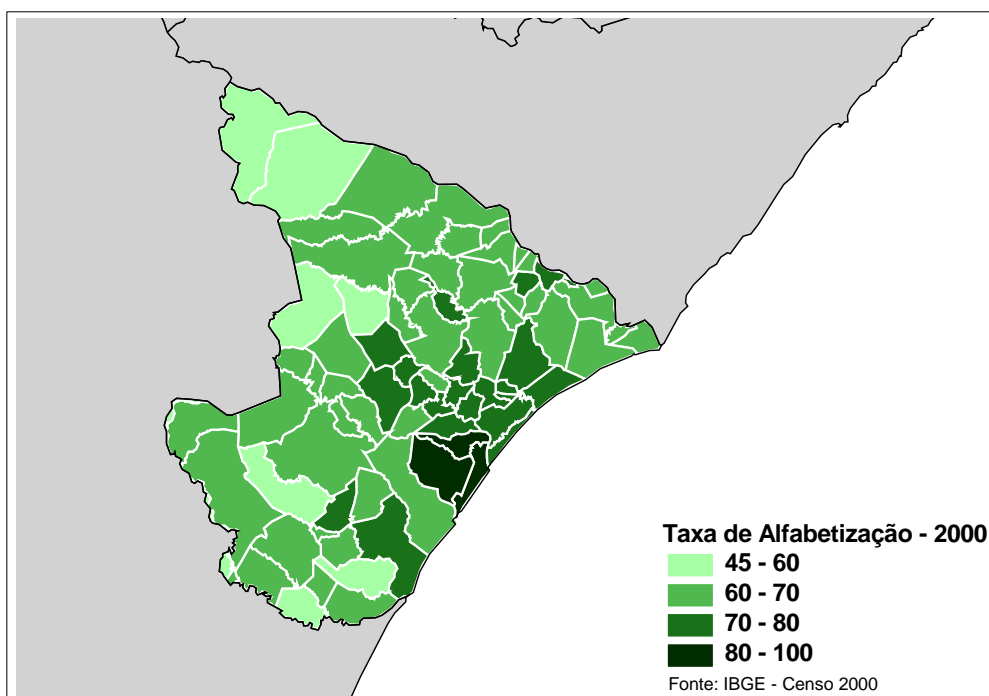 Taxa de Alfabetização - 2000
45 - 60
60 - 70
70 - 80
80 - 100
Fonte: IBGE - Censo 2000